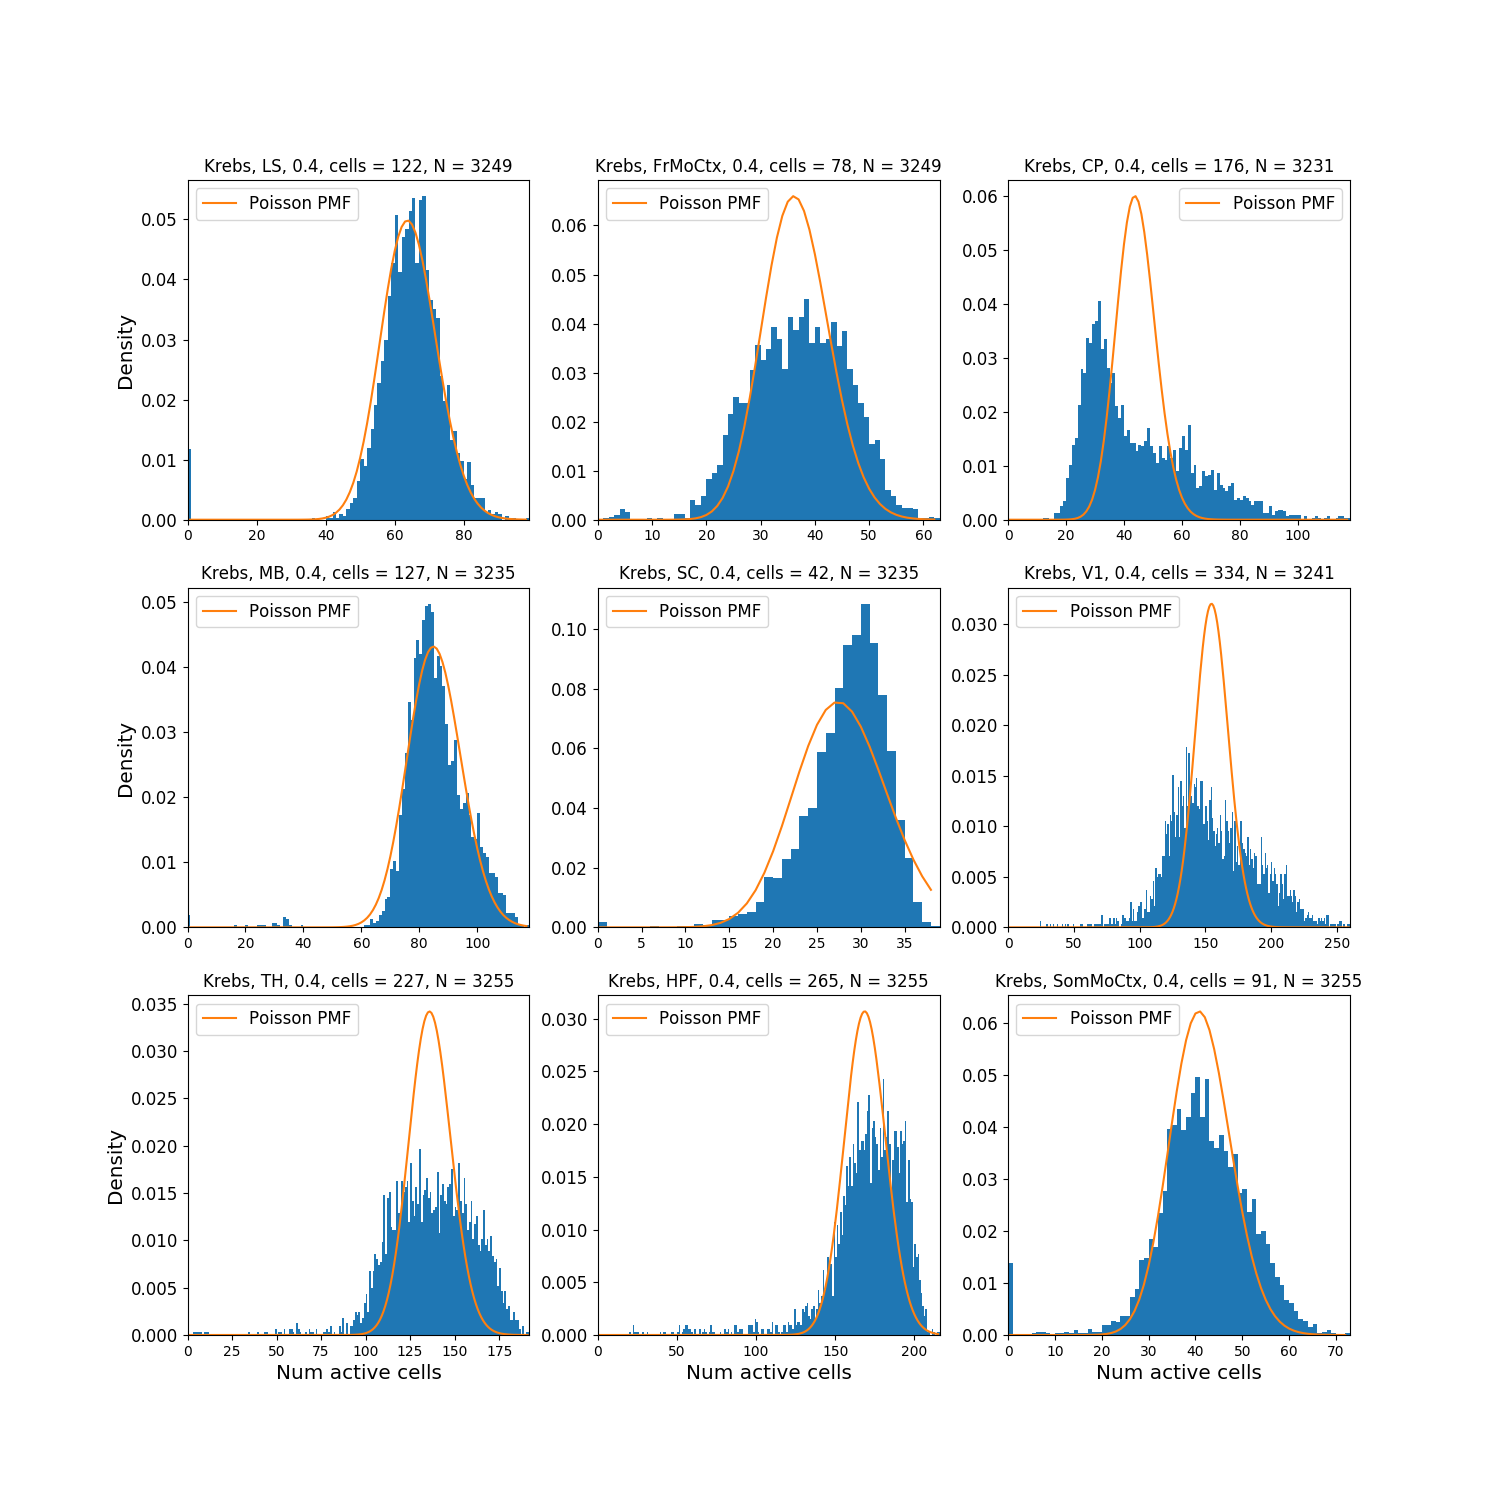 Krebs, LS, 0.4, cells = 122, N = 3249
Krebs, FrMoCtx, 0.4, cells = 78, N = 3249
Krebs, CP, 0.4, cells = 176, N = 3231
Poisson PMF
Poisson PMF
Poisson PMF
Density
0.05
0.04
0.03
0.02
0.01
0.00
0 20 40 60 80
0.06
0.05
0.04
0.03
0.02
0.01
0.00
0 10 20 30 40 50 60
0.06
0.05
0.04
0.03
0.02
0.01
0.00
0 20 40 60 80 100
Krebs, MB, 0.4, cells = 127, N = 3235
Krebs, SC, 0.4, cells = 42, N = 3235
Krebs, V1, 0.4, cells = 334, N = 3241
Poisson PMF
Poisson PMF
Poisson PMF
Density
0.05
0.04
0.03
0.02
0.01
0.00
0 20 40 60 80 100
0.10
0.08
0.06
0.04
0.02
0.00
0 5 10 15 20 25 30 35
0.030
0.025
0.020
0.015
0.010
0.005
0.000
0 50 100 150 200 250
Krebs, TH, 0.4, cells = 227, N = 3255
Krebs, HPF, 0.4, cells = 265, N = 3255
Krebs, SomMoCtx, 0.4, cells = 91, N = 3255
Poisson PMF
Poisson PMF
Poisson PMF
Density
0.035
0.030
0.025
0.020
0.015
0.010
0.005
0.000
0 25 50 75 100 125 150 175
Num active cells
0.030
0.025
0.020
0.015
0.010
0.005
0.000
0 50 100 150 200
Num active cells
0.06
0.05
0.04
0.03
0.02
0.01
0.00
0 10 20 30 40 50 60 70
Num active cells